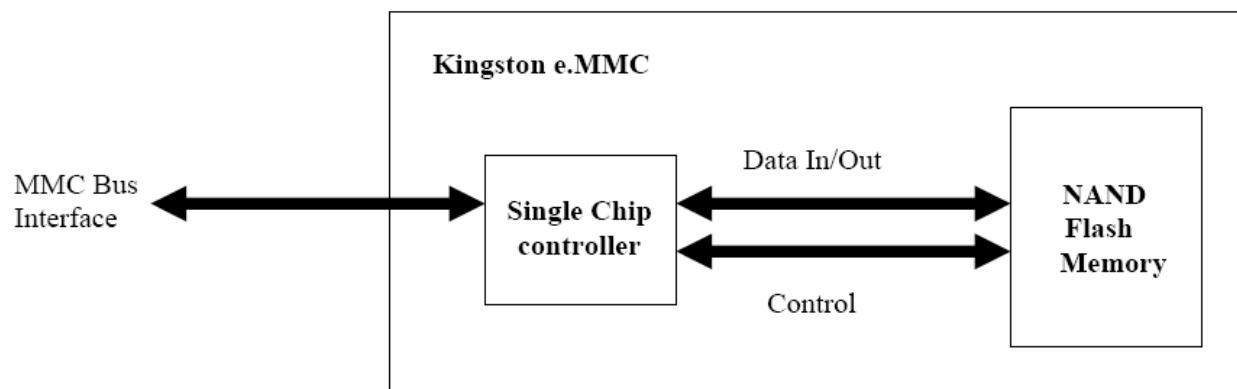 Kingston e.MMC
MMC Bus
Interface
Single Chip
controller
Data In/Out
Control
NAND
Flash
Memory